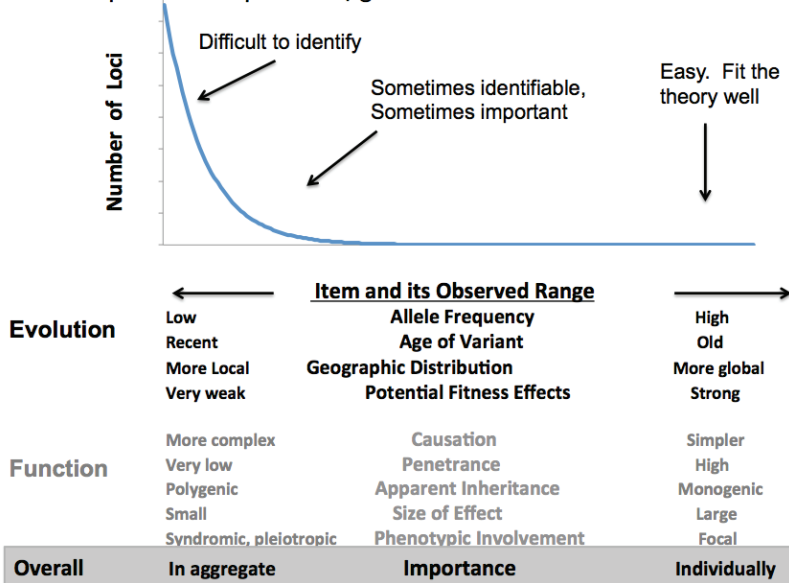 Difficult to identify
Number of Loci
Sometimes identifiable,
Sometimes important
Easy. Fit the
theory well
Item and its Observed Range
Evolution
Low Allele Frequency High
Recent Age of Variant Old
More Local Geographic Distribution More global
Very weak Potential Fitness Effects Strong
Function
More complex Causation Simpler
Very low Penetrance High
Polygenic Apparent Inheritance Monogenic
Small Size of Effect Large
Syndromic, pleiotropic Phenotypic Involvement Focal
Overall In aggregate Importance Individually